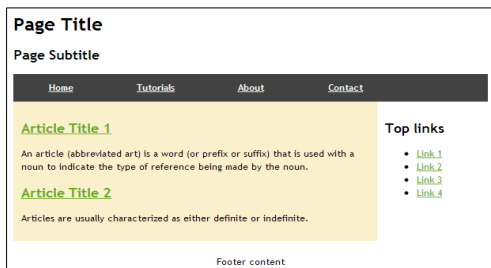 Page Title
Page Subtitle
Home Tutorials About Contact
Article Title 1
An article (abbreviated art) is a word (or prefix or suffix) that is used with a
noun to indicate the type of reference being made by the noun.
Article Title 2
Articles are usually characterized as either definite or indefinite.
Top links
Link 1
Link 2
Link 3
Link 4
Footer content